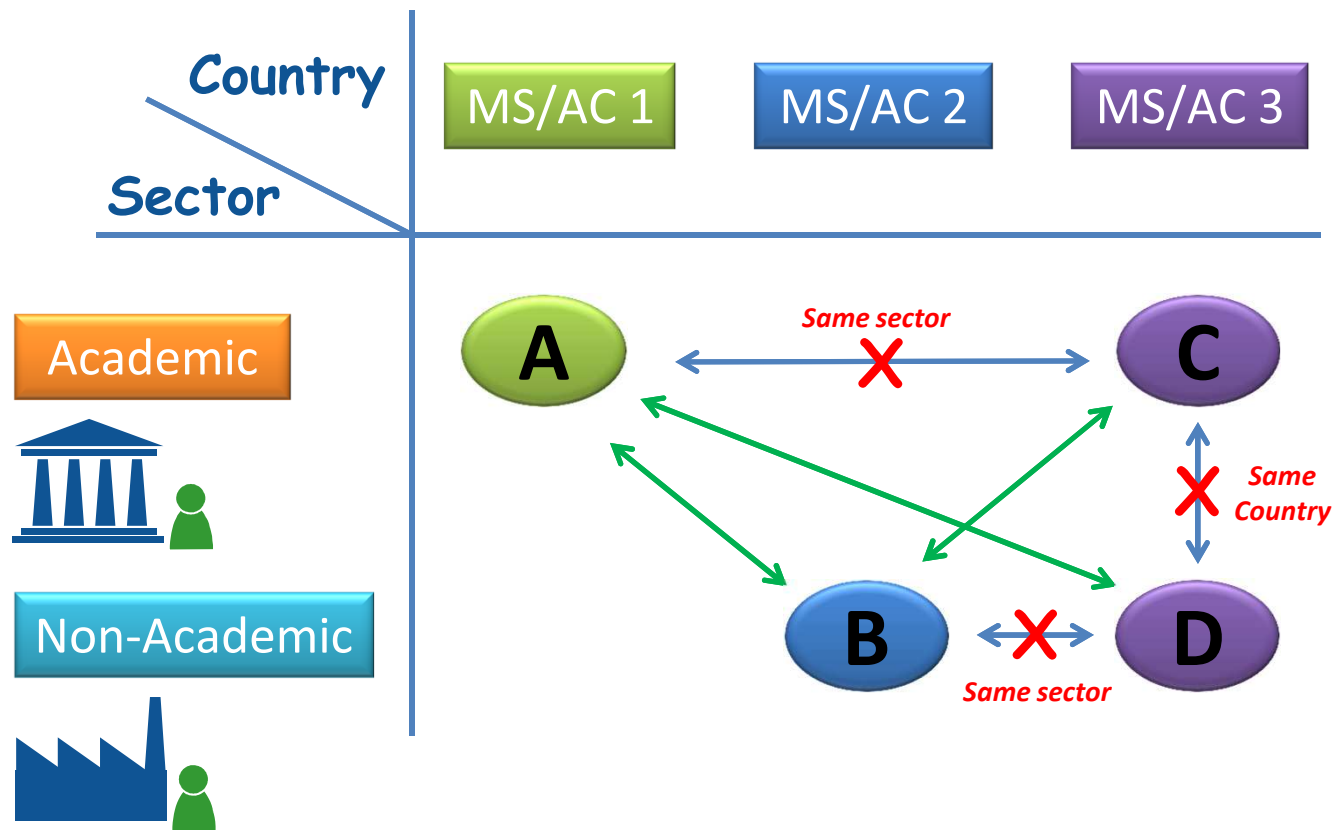 Country
Sector
MS/AC 1
MS/AC 2
MS/AC 3
Academic
Non-Academic
A
Same sector
C
Same
Country
B
D
Same sector